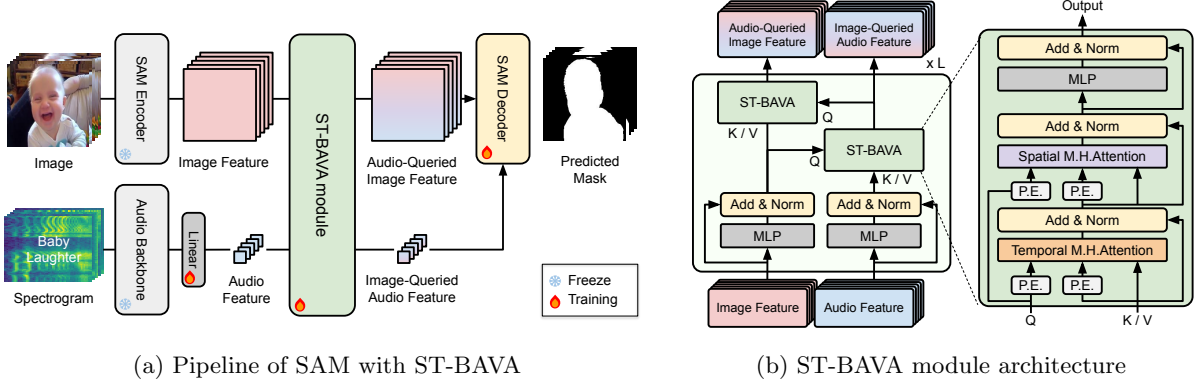 SAM Encoder
Image
Image Feature
ST-BAVA module
Audio-Queried
Image Feature
SAM Decoder
Predicted
Mask
Baby
Laughter
Spectrogram
Audio Backbone
Linear
Audio
Feature
Image-Queried
Audio Feature
Freeze
Training
(a) Pipeline of SAM with ST-BAVA
Audio-Queried
Image Feature
Image-Queried
Audio Feature
x L
ST-BAVA
K / V
Q
ST-BAVA
Q
K / V
Add & Norm
Add & Norm
MLP
MLP
Image Feature
Audio Feature
Output
Add & Norm
MLP
Add & Norm
Spatial M.H.Attention
P.E.
P.E.
Add & Norm
Temporal M.H.Attention
P.E.
P.E.
Q
K / V
(b) ST-BAVA module architecture